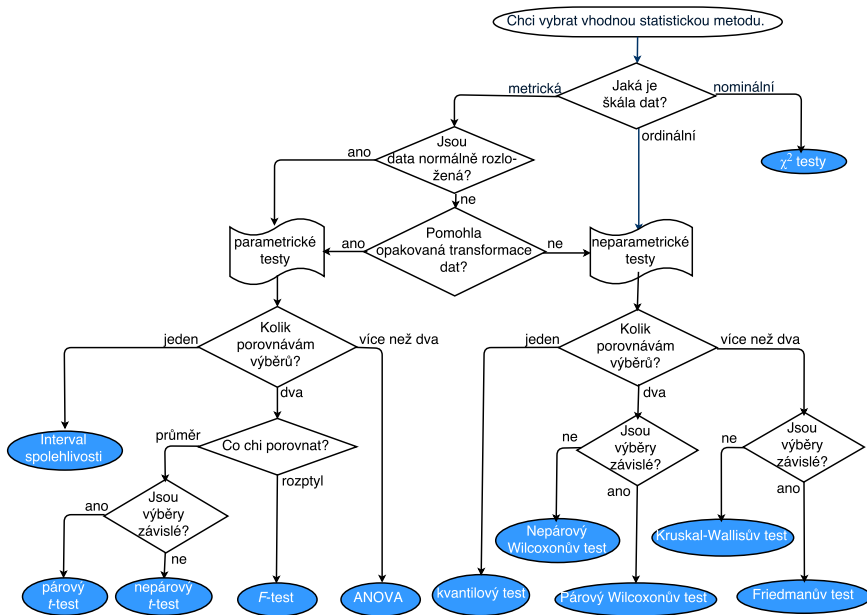 Chci vybrat vhodnou statistickou metodu.
Jaká je
škála dat?
metrická
nominální
ordinální
χ² testy
Jsou
data normálně rozlo-
žená?
ano
ne
Pomohla
opakovaná transformace
dat?
ano
ne
parametrické
testy
neparametrické
testy
Kolik
porovnávám
výběrů?
jeden
více než dva
dva
Interval
spolehlivosti
Co chi porovnat?
průměr
rozptyl
Jsou
výběry
závislé?
ano
ne
párový
t-test
nepárový
t-test
F-test
ANOVA
Kolik
porovnávám
výběrů?
jeden
více než dva
dva
Jsou
výběry
závislé?
ne
ano
Jsou
výběry
závislé?
ne
ano
Nepárový
Wilcoxonův test
Kruskal-Wallisův test
kvantilový test
Párový Wilcoxonův test
Friedmanův test